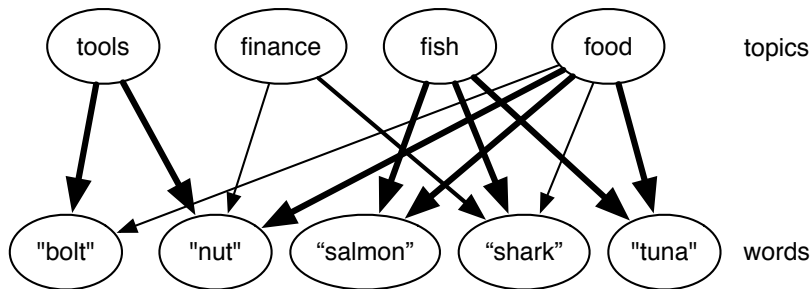 tools finance fish food topics
"bolt" "nut" “salmon” “shark” "tuna" words